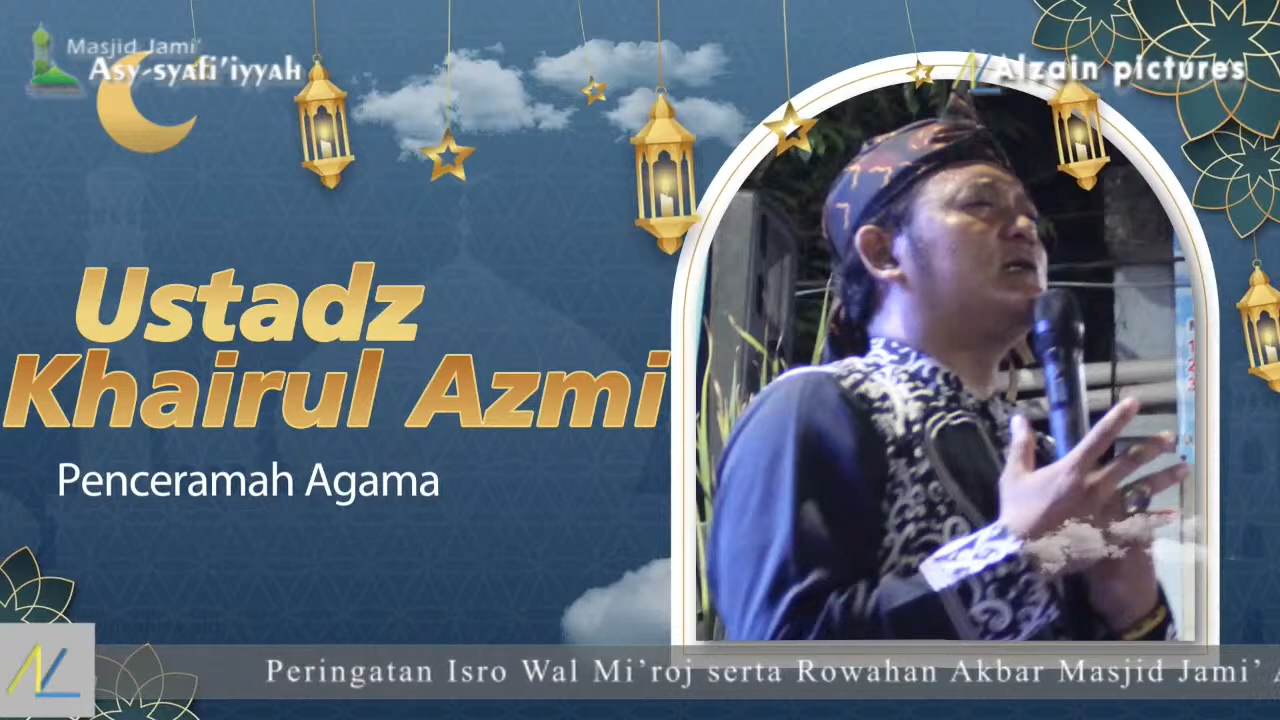 Masjid Jami'
Asy-syafi'iyyah
Alzain pictures
Ustadz
Khairul Azmi
Penceramah Agama
Peringatan Isro Wal Mi'roj serta Rowahan Akbar Masjid Jami'